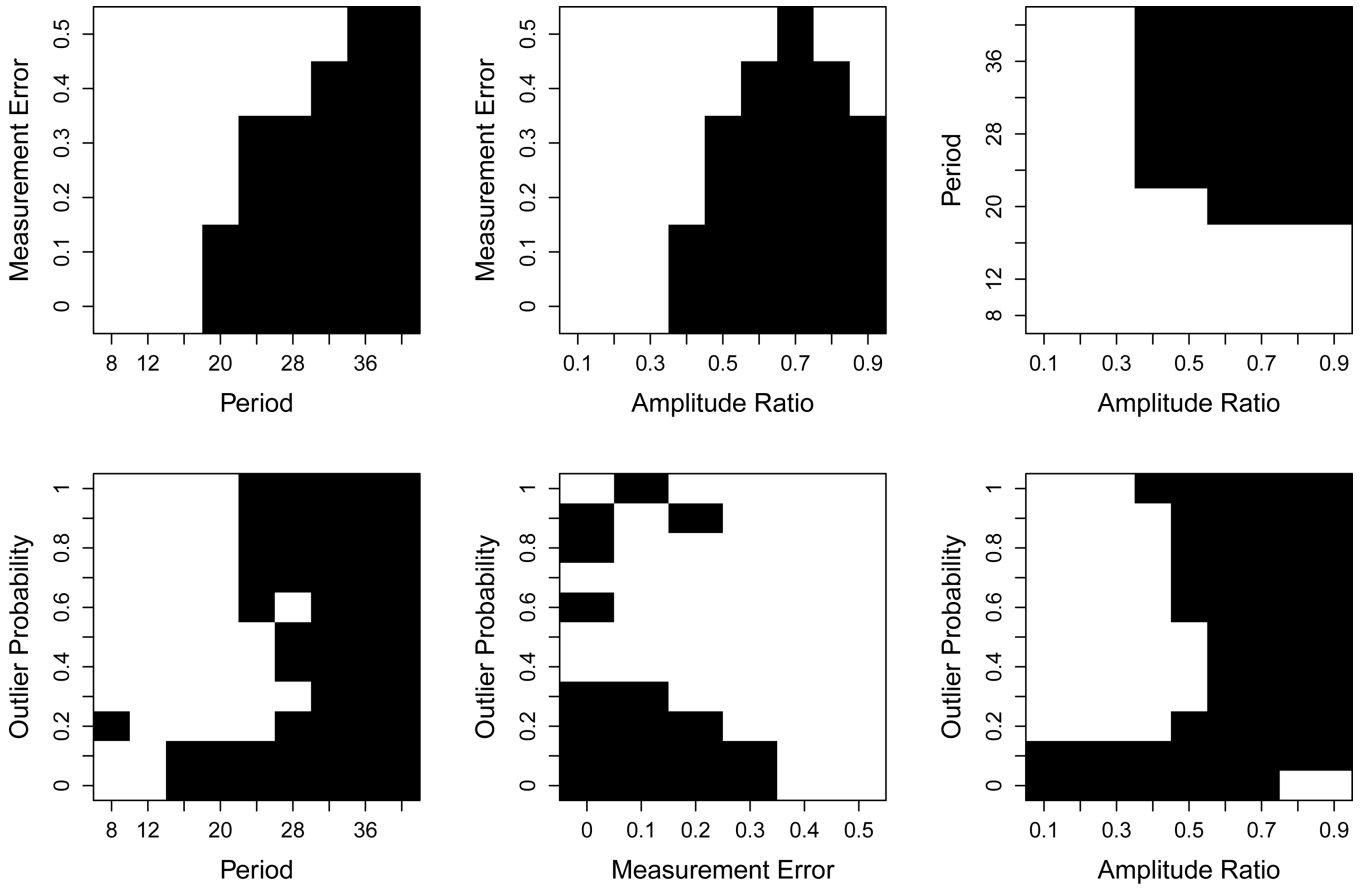 Measurement Error
0.5
0.4
0.3
0.2
0.1
0
8 12 20 28 36
Period
Measurement Error
0.5
0.4
0.3
0.2
0.1
0
0.1 0.3 0.5 0.7 0.9
Amplitude Ratio
Period
36
28
20
12
8
0.1 0.3 0.5 0.7 0.9
Amplitude Ratio
Outlier Probability
1
0.8
0.6
0.4
0.2
0
8 12 20 28 36
Period
Outlier Probability
1
0.8
0.6
0.4
0.2
0
0 0.1 0.2 0.3 0.4 0.5
Measurement Error
Outlier Probability
1
0.8
0.6
0.4
0.2
0
0.1 0.3 0.5 0.7 0.9
Amplitude Ratio